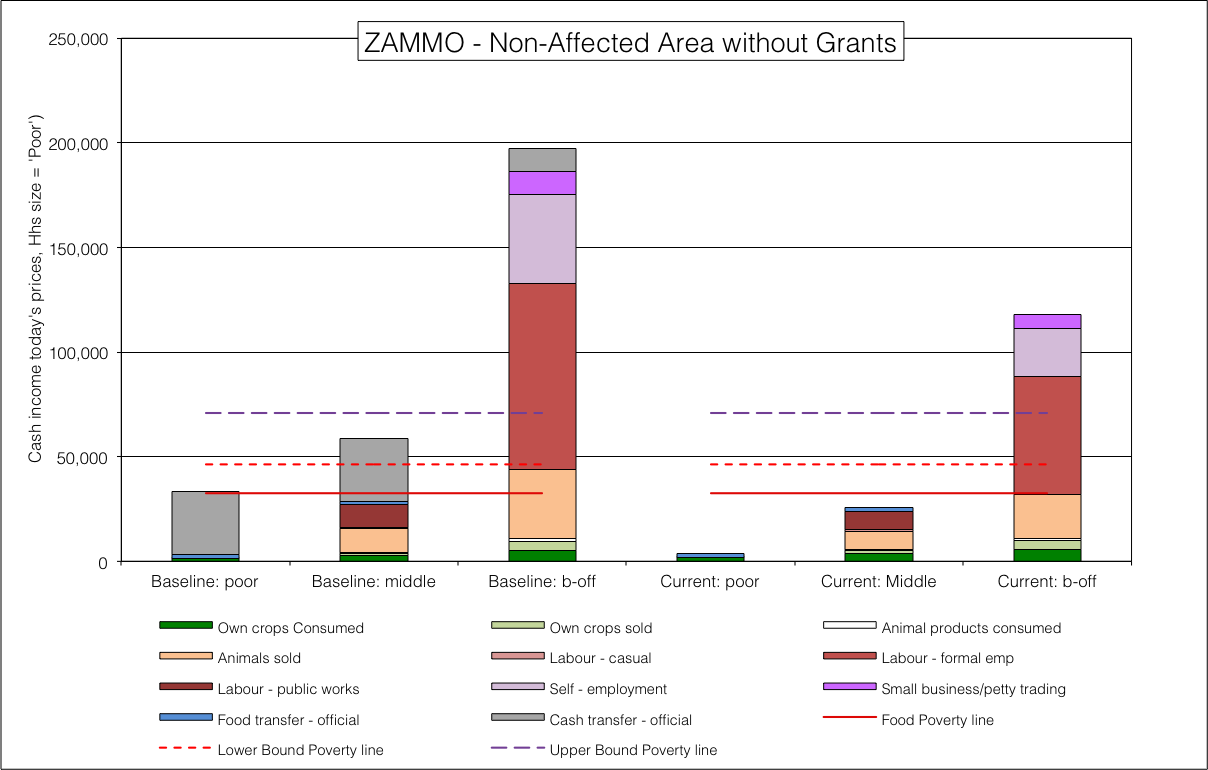 ZAMMO - Non-Affected Area without Grants
Cash income today's prices, Hhs size = 'Poor')
250,000
200,000
150,000
100,000
50,000
0
Baseline: poor Baseline: middle Baseline: b-off Current: poor Current: Middle Current: b-off
Own crops Consumed Own crops sold Animal products consumed
Animals sold Labour - casual Labour - formal emp
Labour - public works Self - employment Small business/petty trading
Food transfer - official Cash transfer - official Food Poverty line
Lower Bound Poverty line Upper Bound Poverty line